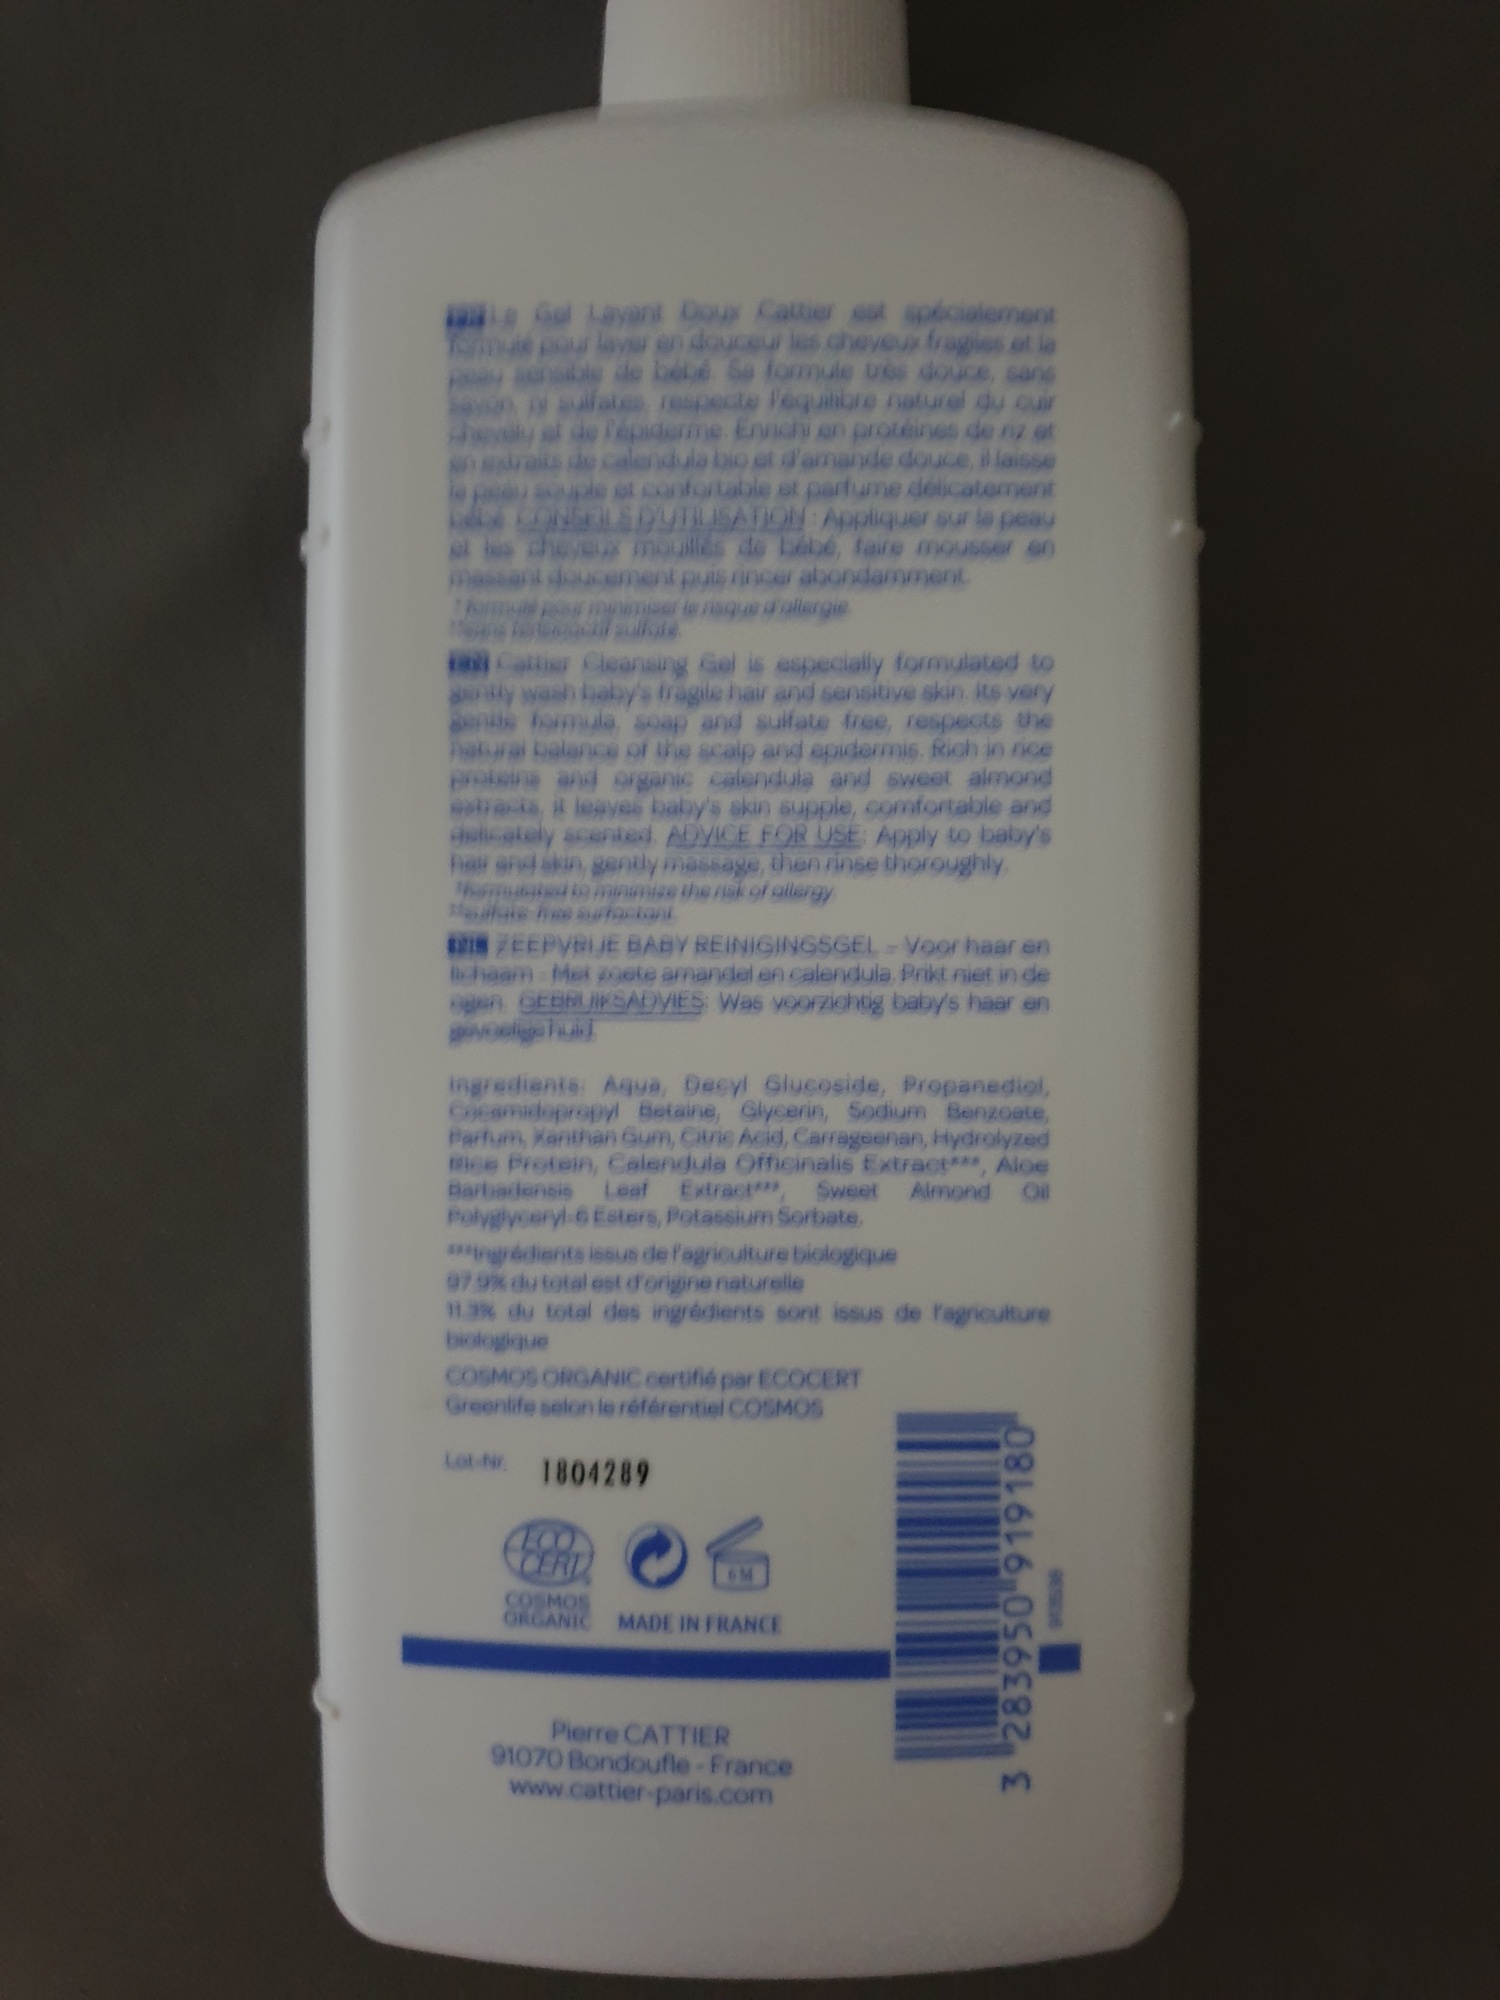 Le Gel Lavant Doux Cattier est spécialement
formulé pour laver en douceur les cheveux fragiles et la
peau sensible de bébé. Sa formule très douce, sans
savon, ni sulfates, respecte l'équilibre naturel du cuir
chevelu et de l'épiderme. Enrichi en protéines de riz et
en extraits de calendula bio et d'amande douce, il laisse
la peau souple et confortable et parfume délicatement
bébé. CONSEILS D'UTILISATION : Appliquer sur la peau
et les cheveux mouillés de bébé, faire mousser en
massant doucement puis rincer abondamment.
*formulé pour minimiser le risque d'allergie.
**sans tensioactif sulfaté.
Cattier Cleansing Gel is especially formulated to
gently wash baby's fragile hair and sensitive skin. Its very
gentle formula, soap and sulfate free, respects the
natural balance of the scalp and epidermis. Rich in rice
proteins and organic calendula and sweet almond
extracts, it leaves baby's skin supple, comfortable and
delicately scented. ADVICE FOR USE: Apply to baby's
hair and skin, gently massage, then rinse thoroughly.
*formulated to minimize the risk of allergy.
**sulfate-free surfactant.
ZEEPVRIJE BABY REINIGINGSGEL - Voor haar en
lichaam - Met zoete amandel en calendula. Prikt niet in de
ogen. GEBRUIKSADVIES: Was voorzichtig baby's haar en
gevoelige huid.
Ingredients: Aqua, Decyl Glucoside, Propanediol,
Cocamidopropyl Betaine, Glycerin, Sodium Benzoate,
Parfum, Xanthan Gum, Citric Acid, Carrageenan, Hydrolyzed
Rice Protein, Calendula Officinalis Extract***, Aloe
Barbadensis Leaf Extract***, Sweet Almond Oil
Polyglyceryl-6 Esters, Potassium Sorbate.
***Ingrédients issus de l'agriculture biologique
97.9% du total est d'origine naturelle
11.3% du total des ingrédients sont issus de l'agriculture
biologique
COSMOS ORGANIC certifié par ECOCERT
Greenlife selon le référentiel COSMOS
Lot-Nr. 1804289
ECO
CERT
COSMOS
ORGANIC
6 M
MADE IN FRANCE
3 283950 919180
Pierre CATTIER
91070 Bondoufle - France
www.cattier-paris.com